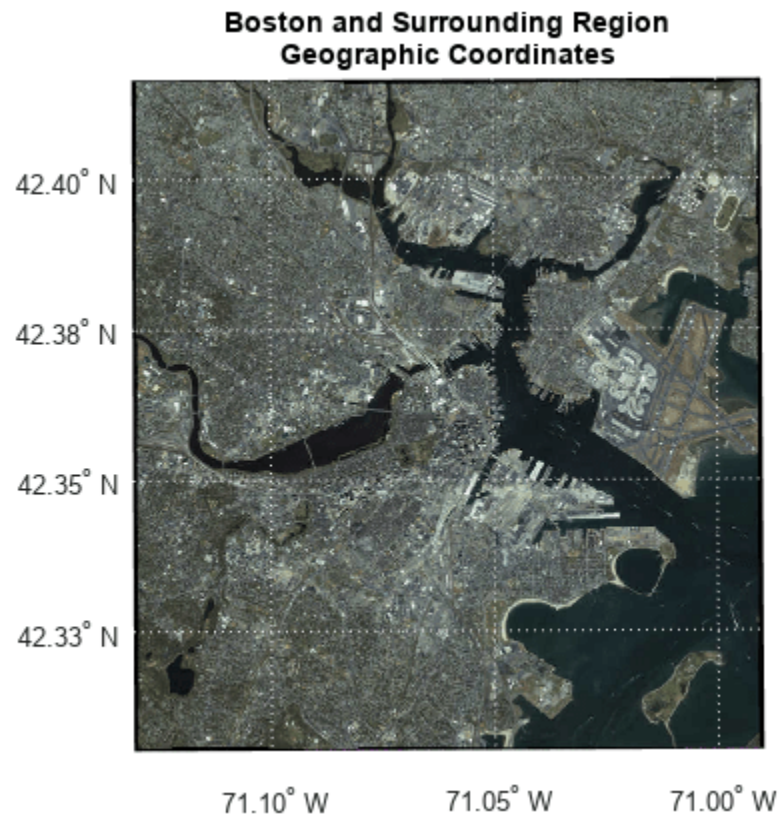 Boston and Surrounding Region
Geographic Coordinates
42.40° N
42.38° N
42.35° N
42.33° N
71.10° W
71.05° W
71.00° W